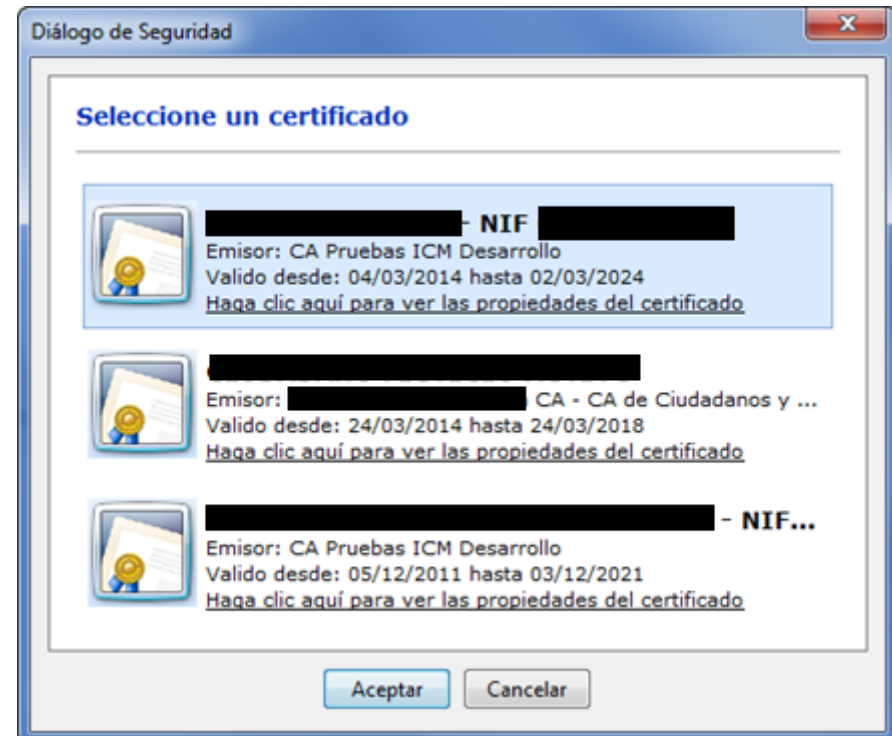 Diálogo de Seguridad
Seleccione un certificado
- NIF
Emisor: CA Pruebas ICM Desarrollo
Valido desde: 04/03/2014 hasta 02/03/2024
Haga clic aquí para ver las propiedades del certificado
Emisor: CA - CA de Ciudadanos y ...
Valido desde: 24/03/2014 hasta 24/03/2018
Haga clic aquí para ver las propiedades del certificado
- NIF...
Emisor: CA Pruebas ICM Desarrollo
Valido desde: 05/12/2011 hasta 03/12/2021
Haga clic aquí para ver las propiedades del certificado
Aceptar Cancelar